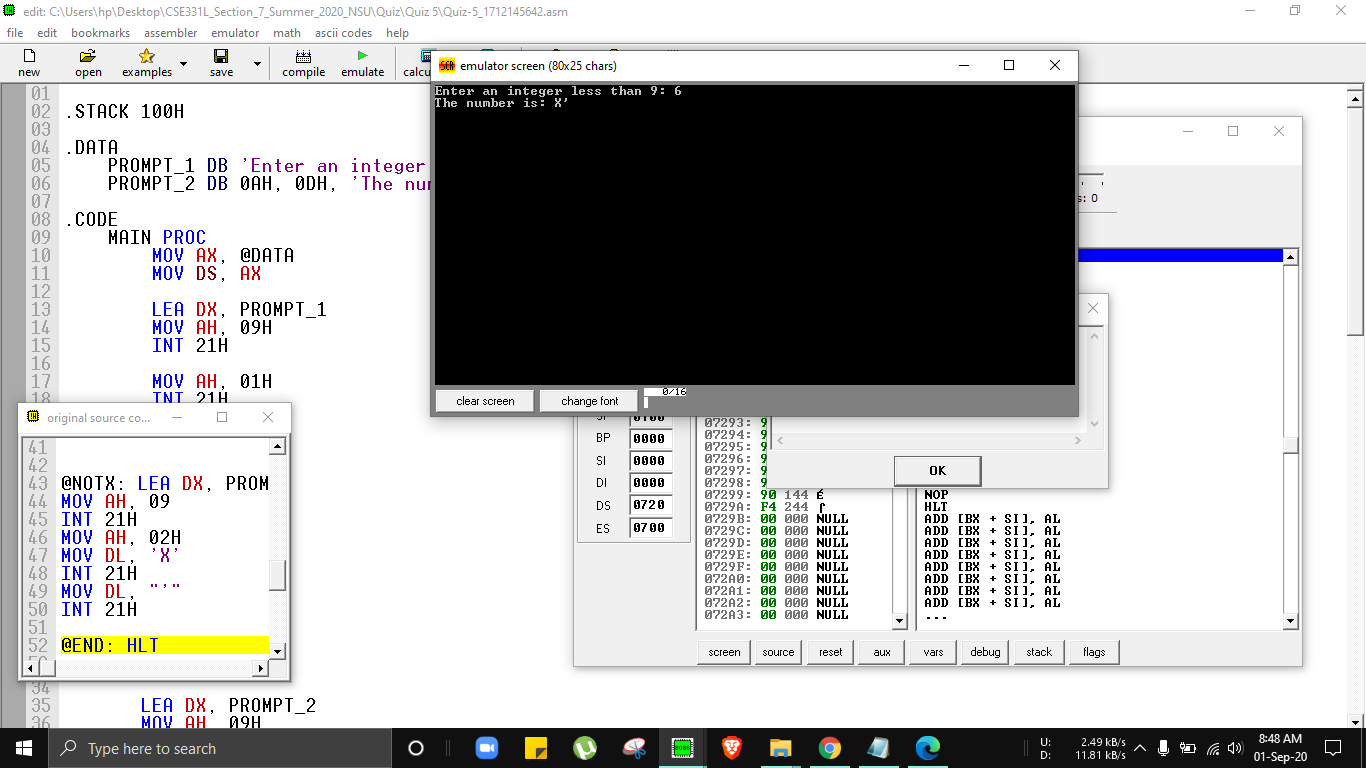 edit: C:\Users\hp\Desktop\CSE331L_Section_7_Summer_2020_NSU\Quiz\Quiz 5\Quiz-5_1712145642.asm
file edit bookmarks assembler emulator math ascii codes help
new open examples save compile emulate calcu
emulator screen (80x25 chars)
Enter an integer less than 9: 6
The number is: X'
clear screen change font 0/16
01
02 .STACK 100H
03
04 .DATA
05 PROMPT_1 DB 'Enter an integer
06 PROMPT_2 DB 0AH, 0DH, 'The num
07
08 .CODE
09 MAIN PROC
10 MOV AX, @DATA
11 MOV DS, AX
12
13 LEA DX, PROMPT_1
14 MOV AH, 09H
15 INT 21H
16
17 MOV AH, 01H
18 INT 21H
s: 0
original source co...
41
42
43 @NOTX: LEA DX, PROM
44 MOV AH, 09
45 INT 21H
46 MOV AH, 02H
47 MOV DL, 'X'
48 INT 21H
49 MOV DL, "'"
50 INT 21H
51
52 @END: HLT
34
35 LEA DX, PROMPT_2
36 MOV AH, 09H
SP 0100
BP 0000
SI 0000
DI 0000
DS 0720
ES 0700
07293: 9
07294: 9
07295: 9
07296: 9
07297: 9
07298: 9
07299: 90 144 É
0729A: F4 244 ⌠
0729B: 00 000 NULL
0729C: 00 000 NULL
0729D: 00 000 NULL
0729E: 00 000 NULL
0729F: 00 000 NULL
072A0: 00 000 NULL
072A1: 00 000 NULL
072A2: 00 000 NULL
072A3: 00 000 NULL
OK
NOP
HLT
ADD [BX + SI], AL
ADD [BX + SI], AL
ADD [BX + SI], AL
ADD [BX + SI], AL
ADD [BX + SI], AL
ADD [BX + SI], AL
ADD [BX + SI], AL
ADD [BX + SI], AL
...
screen source reset aux vars debug stack flags
Type here to search
U: 2.49 kB/s
D: 11.81 kB/s
8:48 AM
01-Sep-20